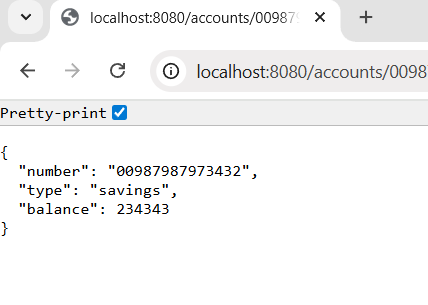 localhost:8080/accounts/00987
localhost:8080/accounts/0098
Pretty-print
{
"number": "00987987973432",
"type": "savings",
"balance": 234343
}